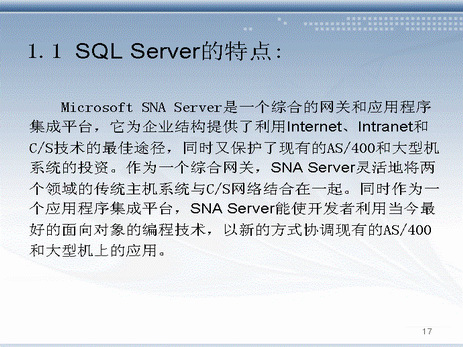 1.1 SQL Server的特点:
Microsoft SNA Server是一个综合的网关和应用程序
集成平台，它为企业结构提供了利用Internet、Intranet和
C/S技术的最佳途径，同时又保护了现有的AS/400和大型机
系统的投资。作为一个综合网关，SNA Server灵活地将两
个领域的传统主机系统与C/S网络结合在一起。同时作为一
个应用程序集成平台，SNA Server能使开发者利用当今最
好的面向对象的编程技术，以新的方式协调现有的AS/400
和大型机上的应用。
17